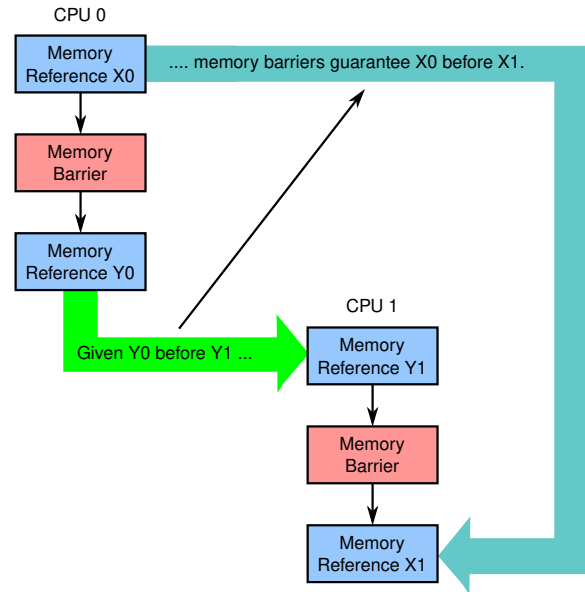 CPU 0
Memory
Reference X0
.... memory barriers guarantee X0 before X1.
Memory
Barrier
Memory
Reference Y0
CPU 1
Given Y0 before Y1 ...
Memory
Reference Y1
Memory
Barrier
Memory
Reference X1